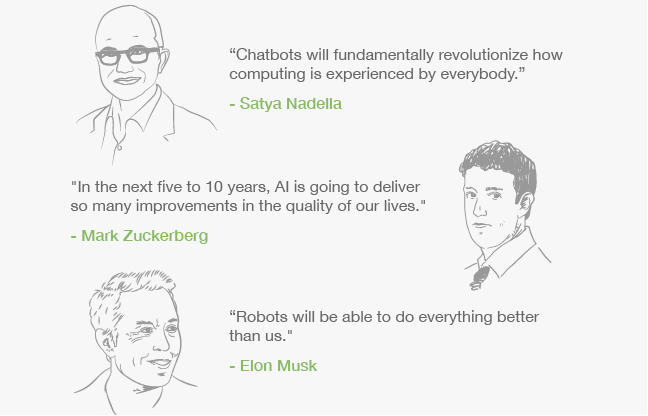 “Chatbots will fundamentally revolutionize how
computing is experienced by everybody.”
- Satya Nadella
"In the next five to 10 years, AI is going to deliver
so many improvements in the quality of our lives."
- Mark Zuckerberg
“Robots will be able to do everything better
than us."
- Elon Musk